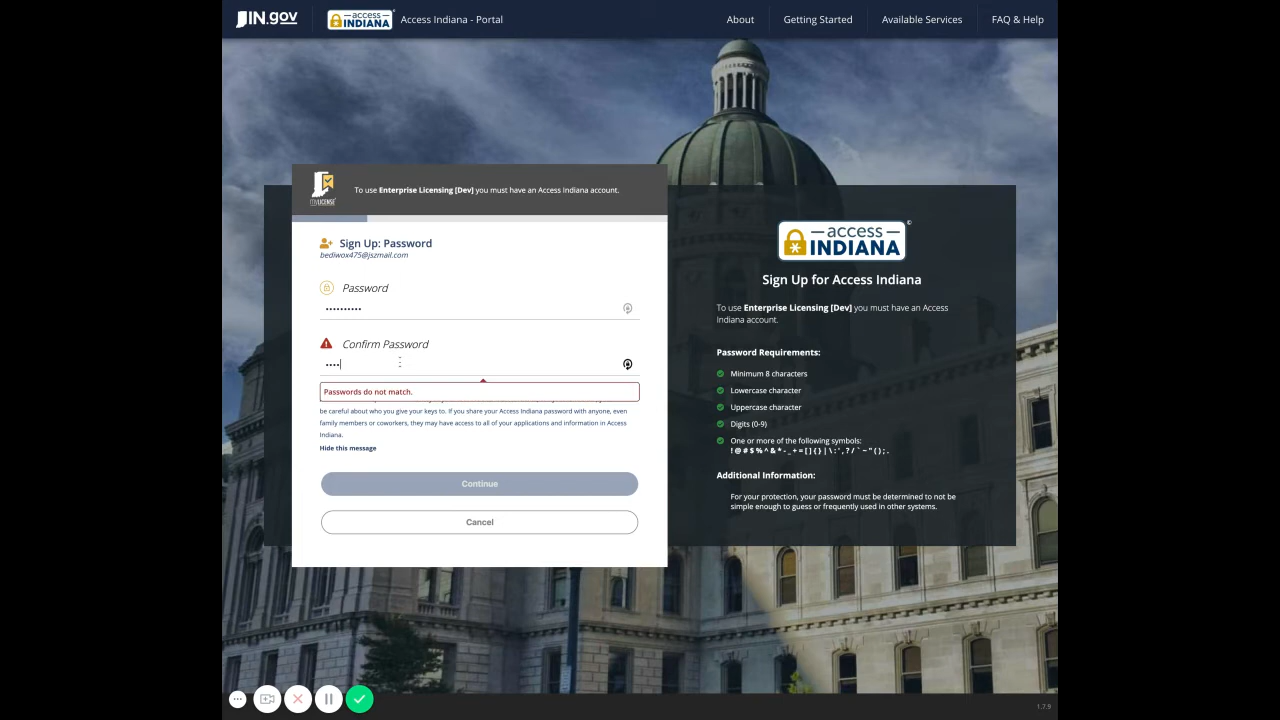 IN.gov
access INDIANA
Access Indiana - Portal
About
Getting Started
Available Services
FAQ & Help
MYLICENSE
To use Enterprise Licensing [Dev] you must have an Access Indiana account.
Sign Up: Password
bediwox475@jszmail.com
Password
••••••••••
Confirm Password
••••
Passwords do not match.
be careful about who you give your keys to. If you share your Access Indiana password with anyone, even
family members or coworkers, they may have access to all of your applications and information in Access
Indiana.
Hide this message
Continue
Cancel
access
INDIANA
Sign Up for Access Indiana
To use Enterprise Licensing [Dev] you must have an Access
Indiana account.
Password Requirements:
Minimum 8 characters
Lowercase character
Uppercase character
Digits (0-9)
One or more of the following symbols:
! @ # $ % ^ & * - _ + = [ ] { } | \ : ' , ? / ` ~ " ( ) ; .
Additional Information:
For your protection, your password must be determined to not be
simple enough to guess or frequently used in other systems.
1.7.9